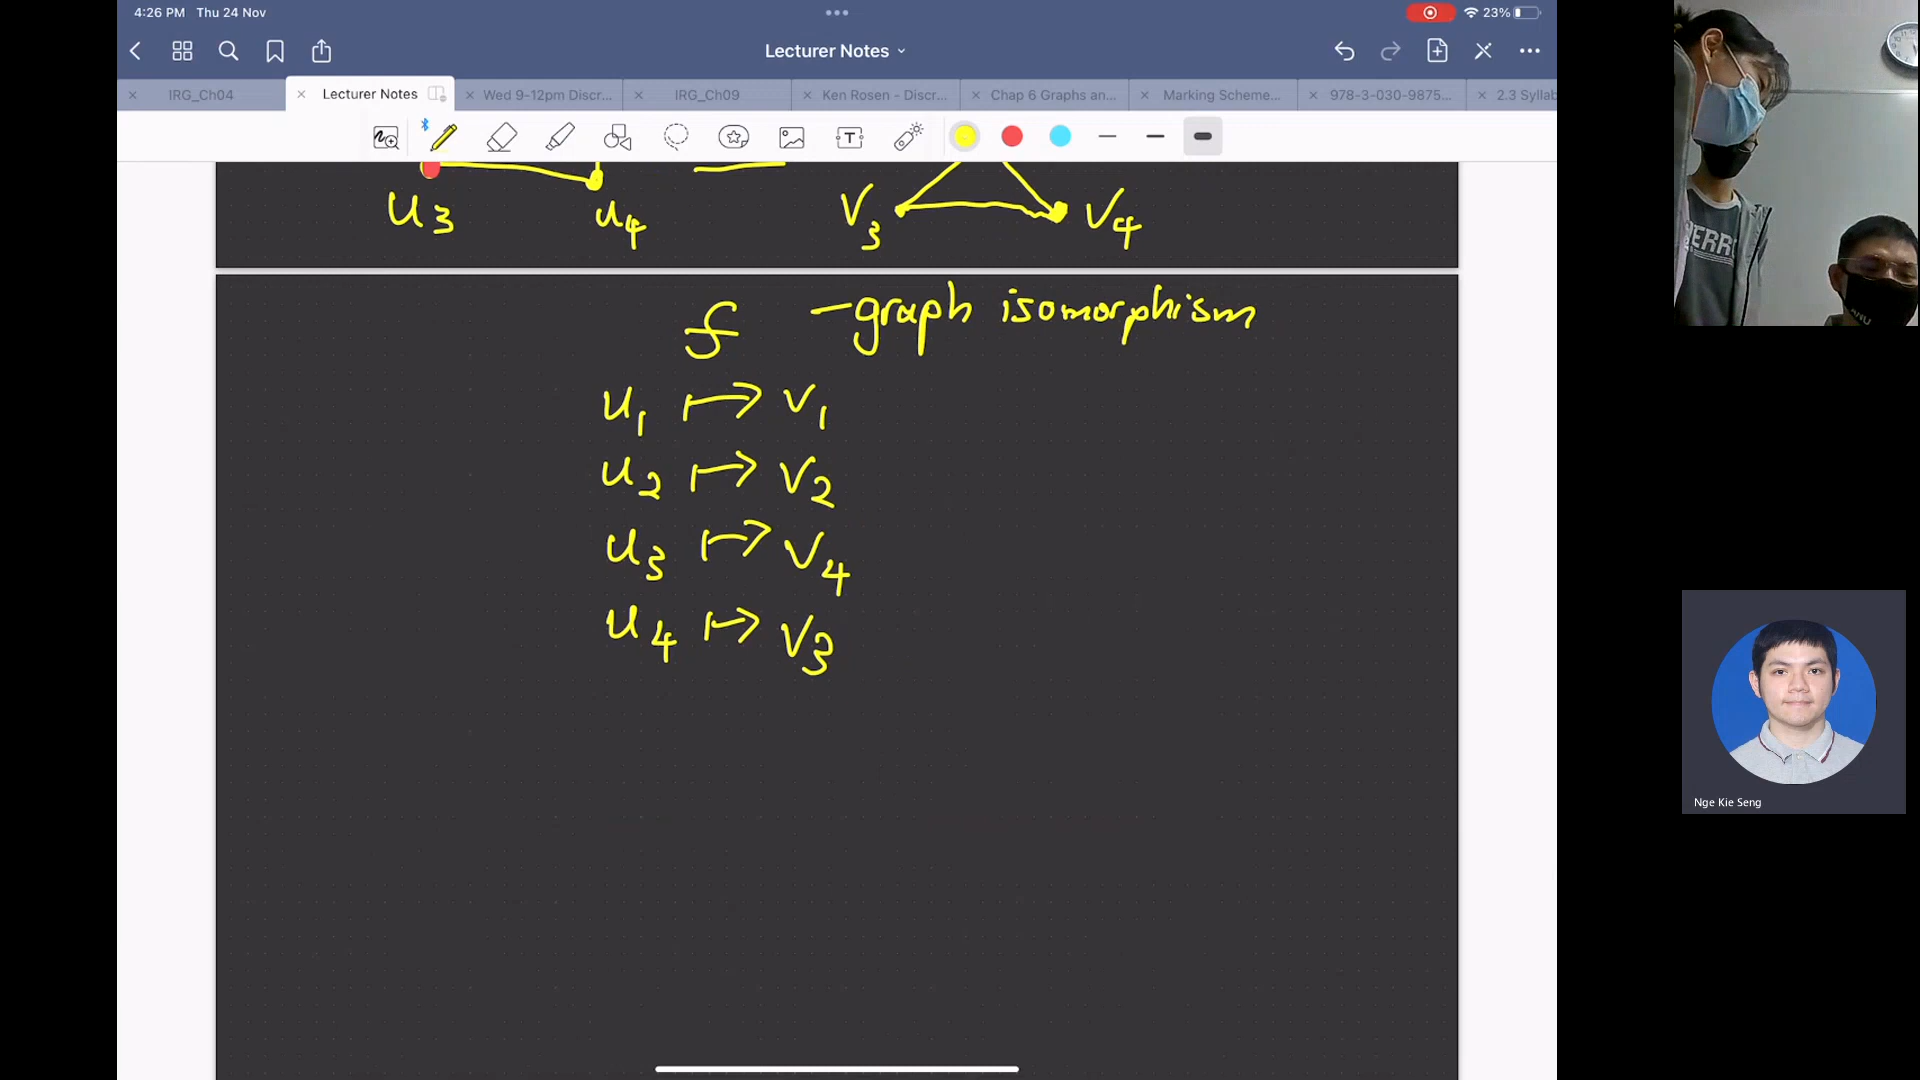 4:26 PM Thu 24 Nov
23%
Lecturer Notes
IRG_Ch04
Lecturer Notes
Wed 9-12pm Discr...
IRG_Ch09
Ken Rosen - Discr...
Chap 6 Graphs an...
Marking Scheme...
978-3-030-9875...
2.3 Syllab
T
u3 u4 V3 V4
f - graph isomorphism
u1 ↦ v1
u2 ↦ v2
u3 ↦ v4
u4 ↦ v3
Nge Kie Seng